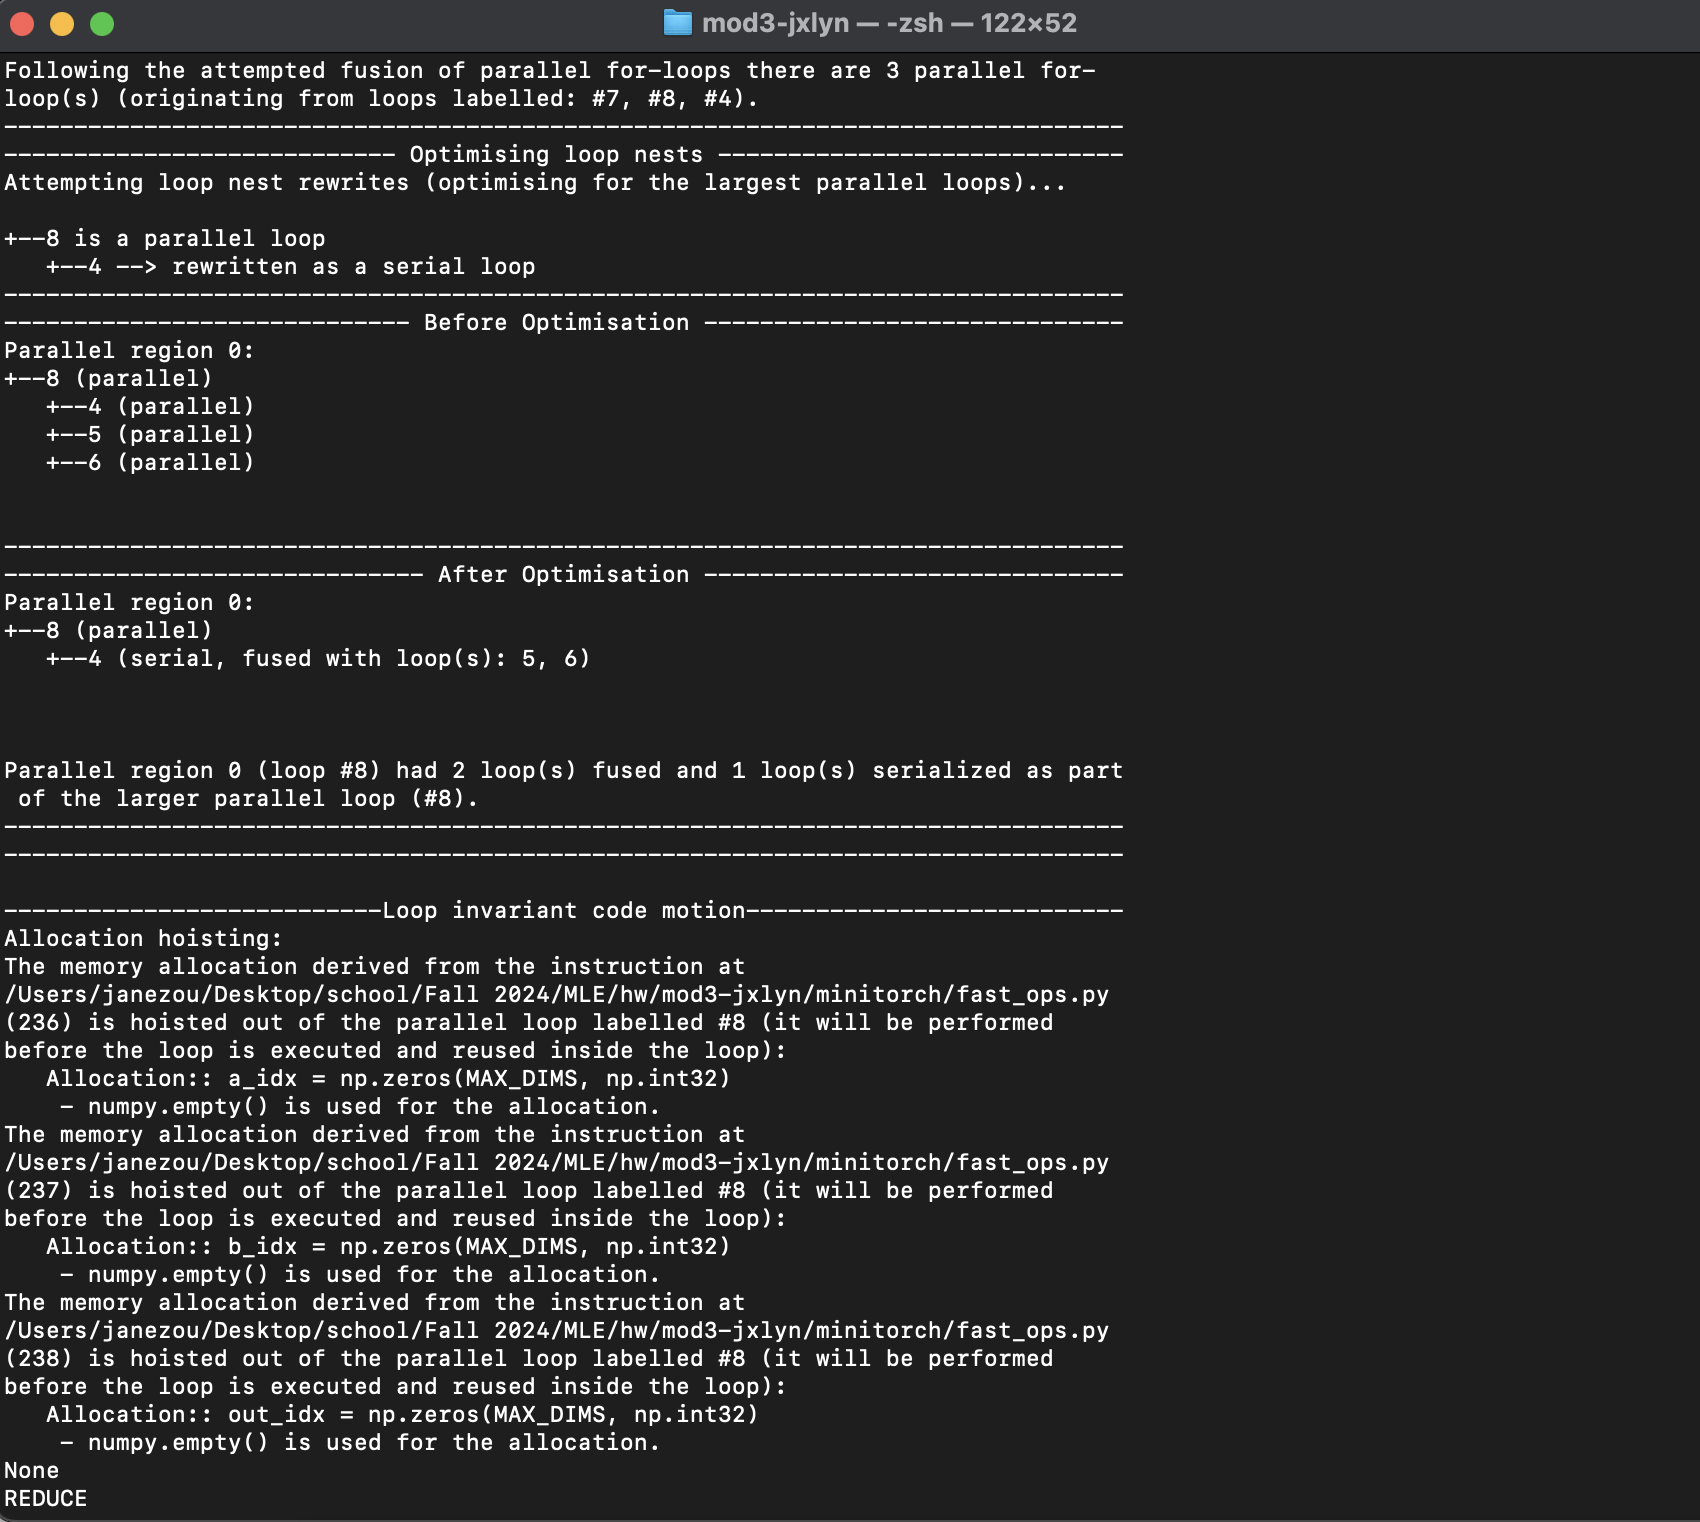 mod3-jxlyn — -zsh — 122×52
Following the attempted fusion of parallel for-loops there are 3 parallel for-
loop(s) (originating from loops labelled: #7, #8, #4).
--------------------------------------------------------------------------------
---------------------------- Optimising loop nests -----------------------------
Attempting loop nest rewrites (optimising for the largest parallel loops)...
+--8 is a parallel loop
   +--4 --> rewritten as a serial loop
--------------------------------------------------------------------------------
----------------------------- Before Optimisation ------------------------------
Parallel region 0:
+--8 (parallel)
   +--4 (parallel)
   +--5 (parallel)
   +--6 (parallel)
--------------------------------------------------------------------------------
------------------------------ After Optimisation ------------------------------
Parallel region 0:
+--8 (parallel)
   +--4 (serial, fused with loop(s): 5, 6)
Parallel region 0 (loop #8) had 2 loop(s) fused and 1 loop(s) serialized as part
 of the larger parallel loop (#8).
--------------------------------------------------------------------------------
--------------------------------------------------------------------------------
---------------------------Loop invariant code motion---------------------------
Allocation hoisting:
The memory allocation derived from the instruction at
/Users/janezou/Desktop/school/Fall 2024/MLE/hw/mod3-jxlyn/minitorch/fast_ops.py
(236) is hoisted out of the parallel loop labelled #8 (it will be performed
before the loop is executed and reused inside the loop):
   Allocation:: a_idx = np.zeros(MAX_DIMS, np.int32)
    - numpy.empty() is used for the allocation.
The memory allocation derived from the instruction at
/Users/janezou/Desktop/school/Fall 2024/MLE/hw/mod3-jxlyn/minitorch/fast_ops.py
(237) is hoisted out of the parallel loop labelled #8 (it will be performed
before the loop is executed and reused inside the loop):
   Allocation:: b_idx = np.zeros(MAX_DIMS, np.int32)
    - numpy.empty() is used for the allocation.
The memory allocation derived from the instruction at
/Users/janezou/Desktop/school/Fall 2024/MLE/hw/mod3-jxlyn/minitorch/fast_ops.py
(238) is hoisted out of the parallel loop labelled #8 (it will be performed
before the loop is executed and reused inside the loop):
   Allocation:: out_idx = np.zeros(MAX_DIMS, np.int32)
    - numpy.empty() is used for the allocation.
None
REDUCE